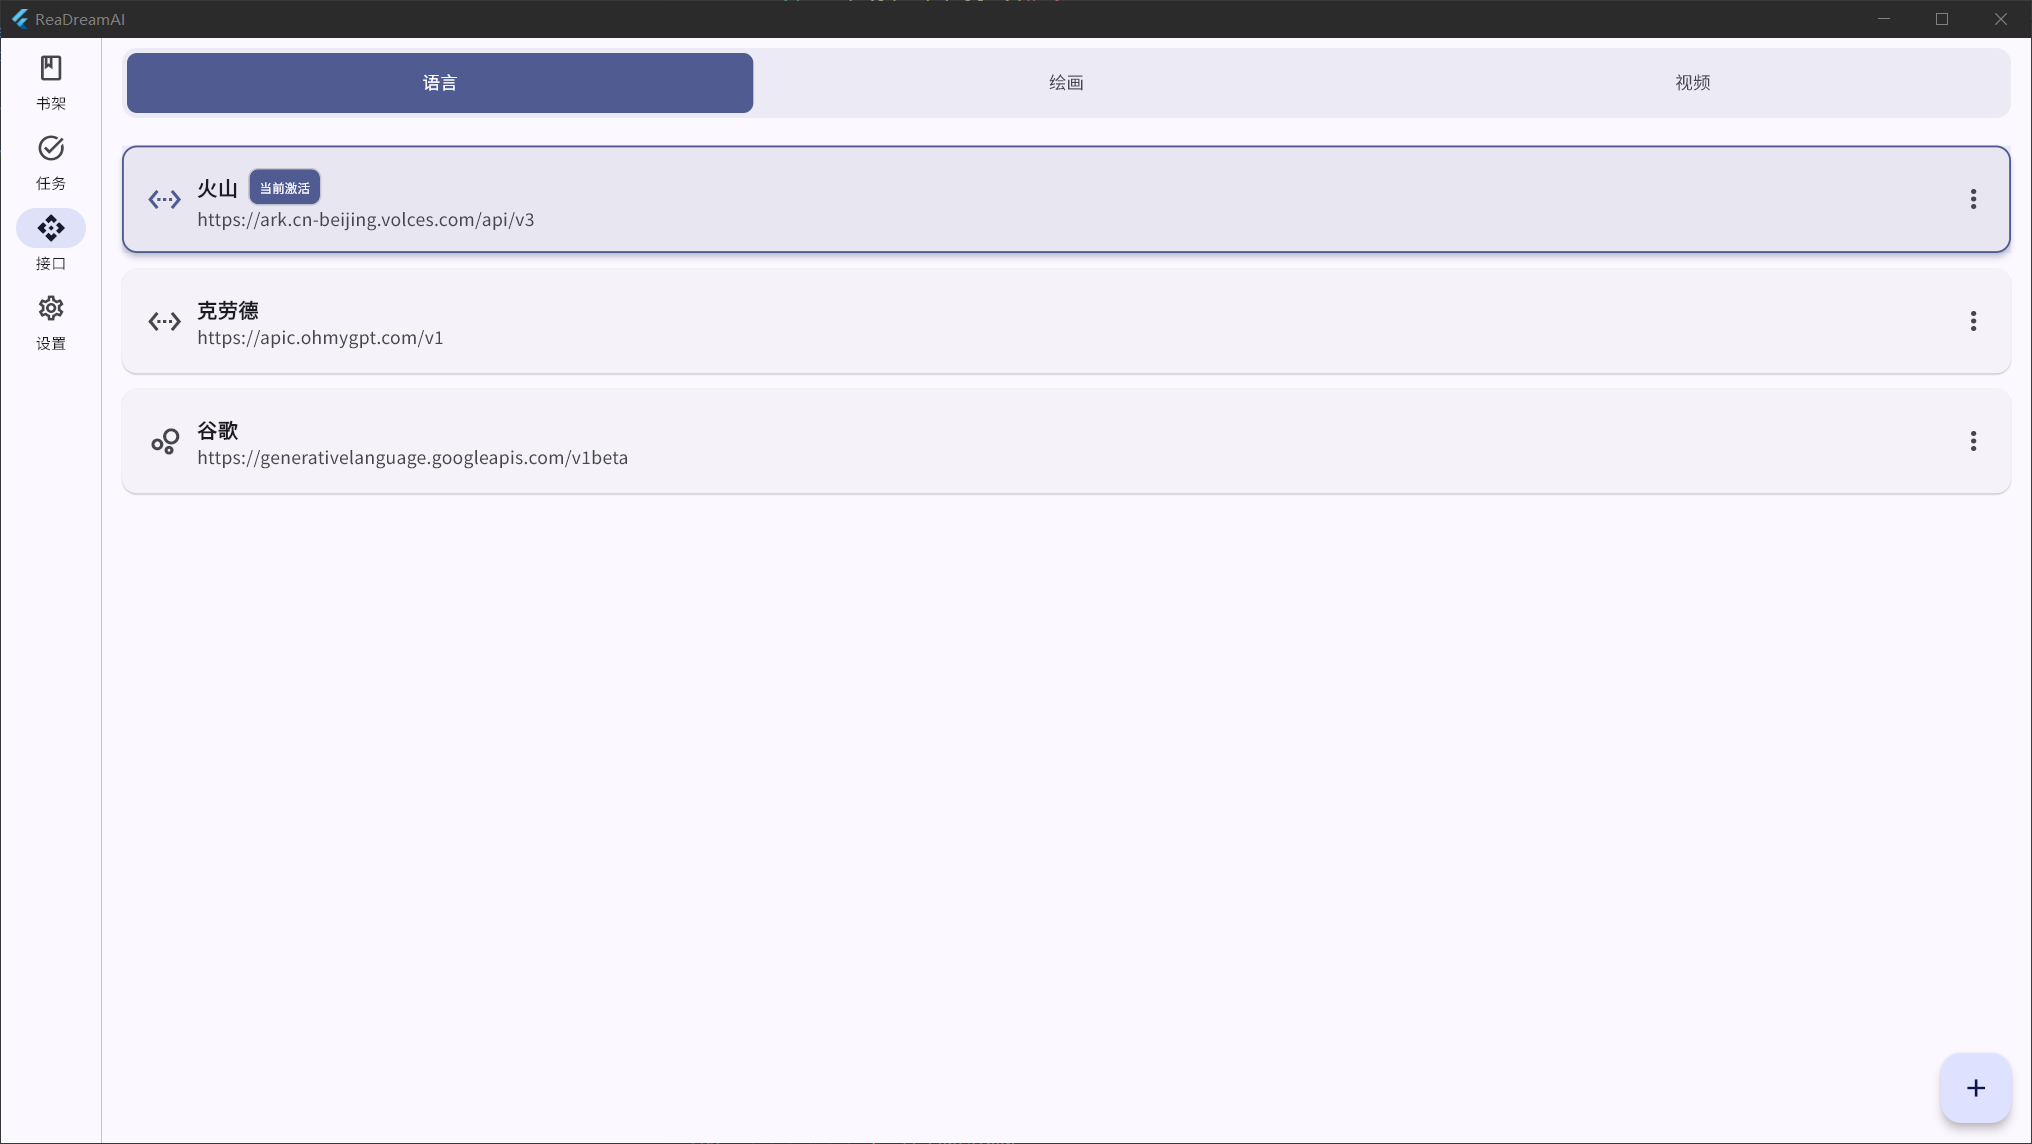 ReaDreamAI
书架
任务
接口
设置
语言
绘画
视频
火山 当前激活
https://ark.cn-beijing.volces.com/api/v3
克劳德
https://apic.ohmygpt.com/v1
谷歌
https://generativelanguage.googleapis.com/v1beta